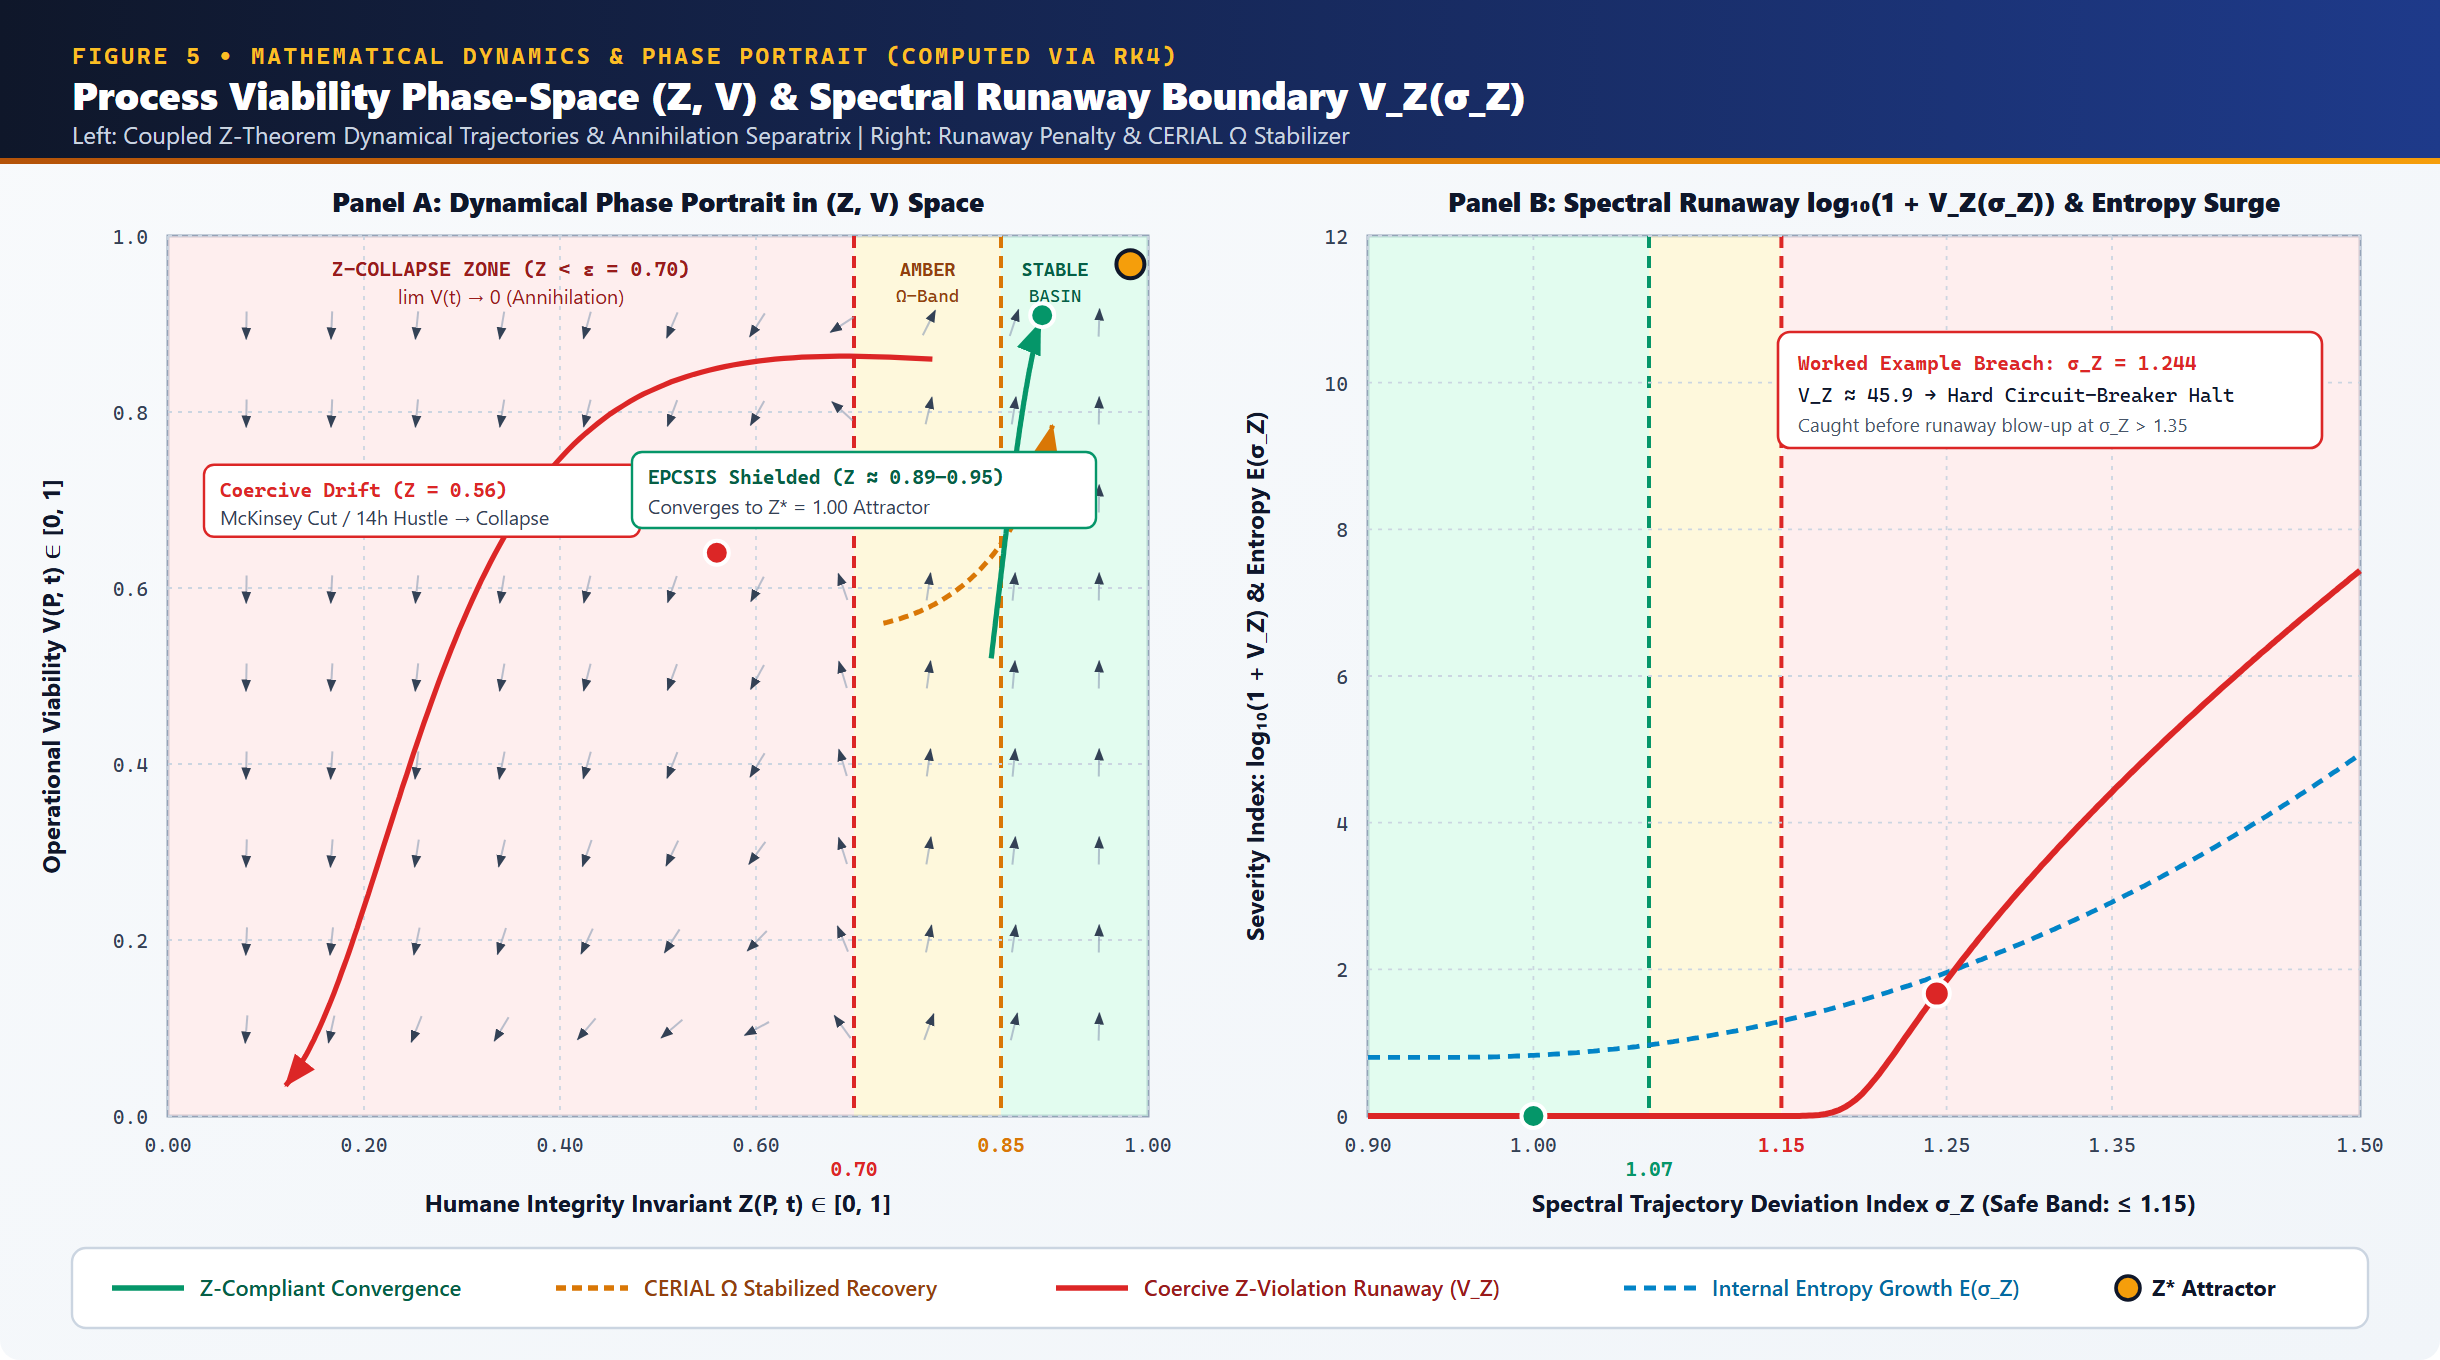 FIGURE 5 • MATHEMATICAL DYNAMICS & PHASE PORTRAIT (COMPUTED VIA RK4)
Process Viability Phase-Space (Z, V) & Spectral Runaway Boundary V_Z(σ_Z)
Left: Coupled Z-Theorem Dynamical Trajectories & Annihilation Separatrix | Right: Runaway Penalty & CERIAL Ω Stabilizer
Panel A: Dynamical Phase Portrait in (Z, V) Space
Operational Viability V(P, t) ∈ [0, 1]
1.0
0.8
0.6
0.4
0.2
0.0
Z-COLLAPSE ZONE (Z < ε = 0.70)
lim V(t) → 0 (Annihilation)
AMBER
Ω-Band
STABLE
BASIN
Coercive Drift (Z = 0.56)
McKinsey Cut / 14h Hustle → Collapse
EPCSIS Shielded (Z ≈ 0.89–0.95)
Converges to Z* = 1.00 Attractor
0.00
0.20
0.40
0.60
0.70
0.85
1.00
Humane Integrity Invariant Z(P, t) ∈ [0, 1]
Panel B: Spectral Runaway log₁₀(1 + V_Z(σ_Z)) & Entropy Surge
Severity Index: log₁₀(1 + V_Z) & Entropy E(σ_Z)
12
10
8
6
4
2
0
Worked Example Breach: σ_Z = 1.244
V_Z ≈ 45.9 → Hard Circuit-Breaker Halt
Caught before runaway blow-up at σ_Z > 1.35
0.90
1.00
1.07
1.15
1.25
1.35
1.50
Spectral Trajectory Deviation Index σ_Z (Safe Band: ≤ 1.15)
Z-Compliant Convergence
CERIAL Ω Stabilized Recovery
Coercive Z-Violation Runaway (V_Z)
Internal Entropy Growth E(σ_Z)
Z* Attractor